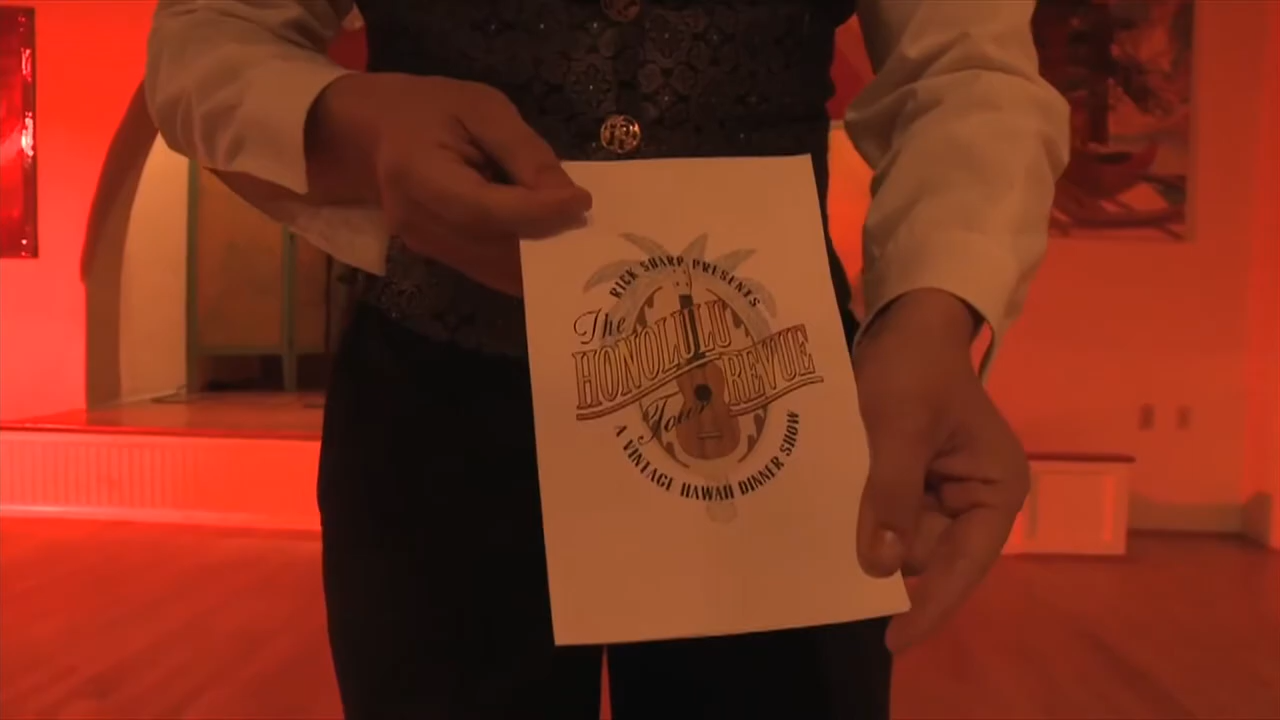 RICK SHARP PRESENTS
The
HONOLULU
REVUE
Tour
A VINTAGE HAWAII DINNER SHOW